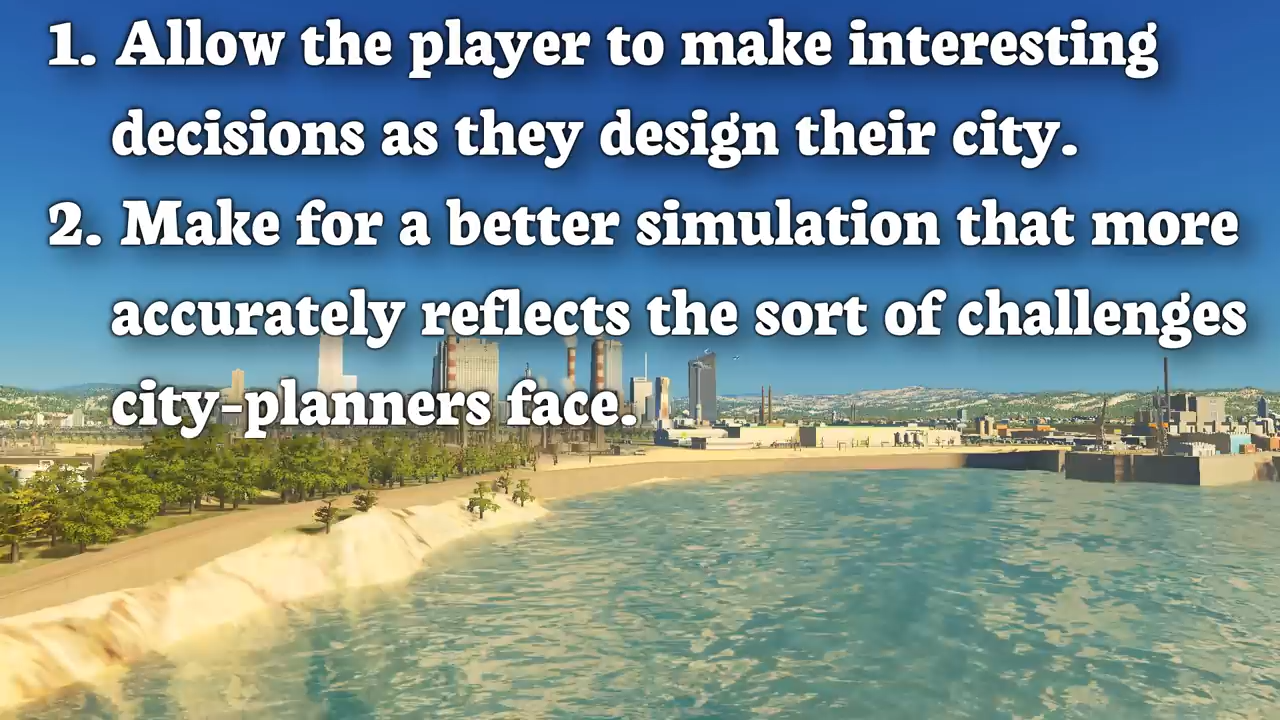 1. Allow the player to make interesting
decisions as they design their city.
2. Make for a better simulation that more
accurately reflects the sort of challenges
city-planners face.